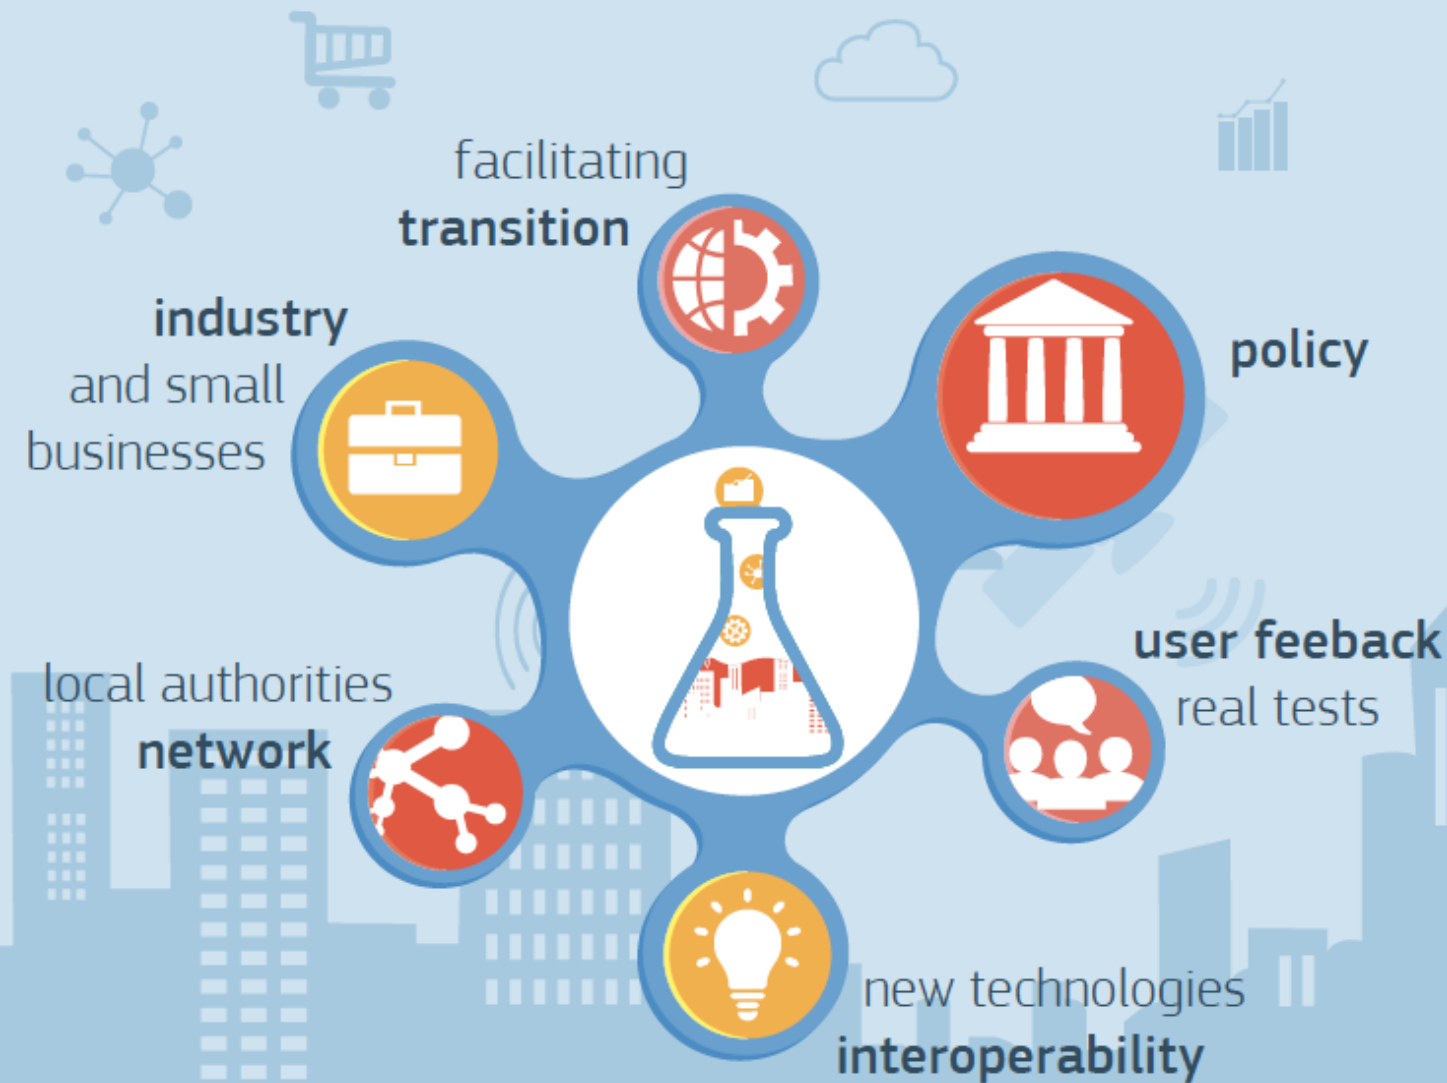 facilitating
transition
industry
and small
businesses
policy
user feeback
real tests
local authorities
network
new technologies
interoperability